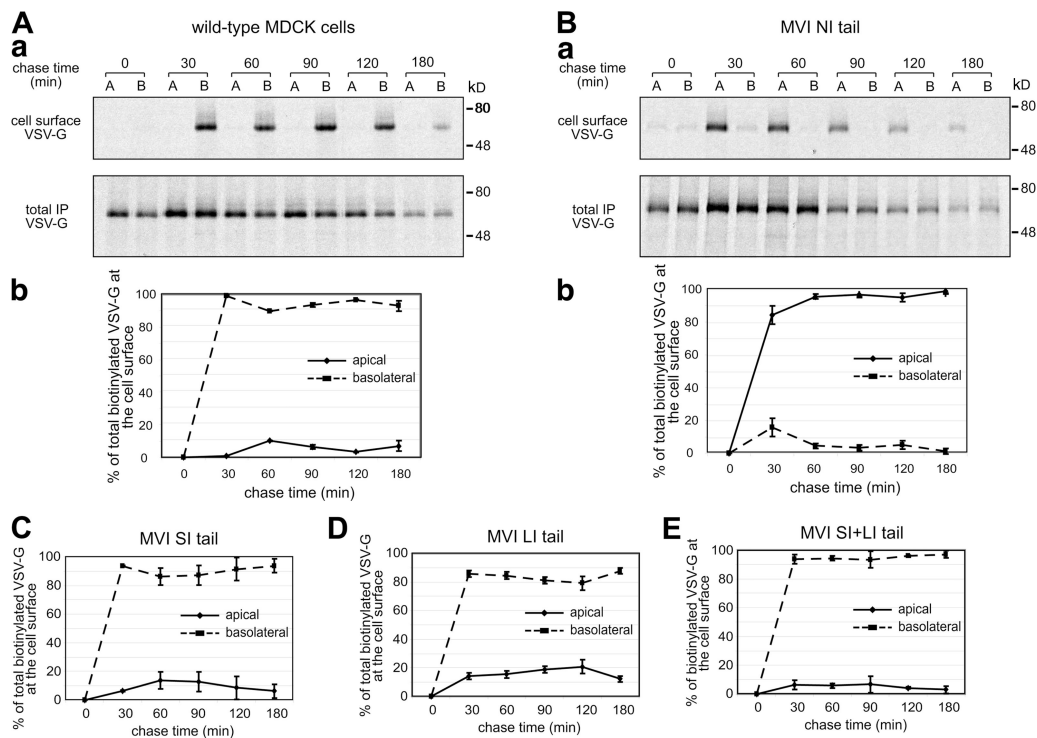 A
wild-type MDCK cells
a
chase time (min)
0 30 60 90 120 180
A B A B A B A B A B A B
kD
cell surface VSV-G
80
48
total IP VSV-G
80
48
b
% of total biotinylated VSV-G at the cell surface
100
80
60
40
20
0
apical
basolateral
0 30 60 90 120 180
chase time (min)
B
MVI NI tail
a
chase time (min)
0 30 60 90 120 180
A B A B A B A B A B A B
kD
cell surface VSV-G
80
48
total IP VSV-G
80
48
b
% of total biotinylated VSV-G at the cell surface
100
80
60
40
20
0
apical
basolateral
0 30 60 90 120 180
chase time (min)
C
MVI SI tail
% of total biotinylated VSV-G at the cell surface
100
80
60
40
20
0
apical
basolateral
0 30 60 90 120 180
chase time (min)
D
MVI LI tail
% of total biotinylated VSV-G at the cell surface
100
80
60
40
20
0
apical
basolateral
0 30 60 90 120 180
chase time (min)
E
MVI SI+LI tail
% of biotinylated VSV-G at the cell surface
100
80
60
40
20
0
apical
basolateral
0 30 60 90 120 180
chase time (min)